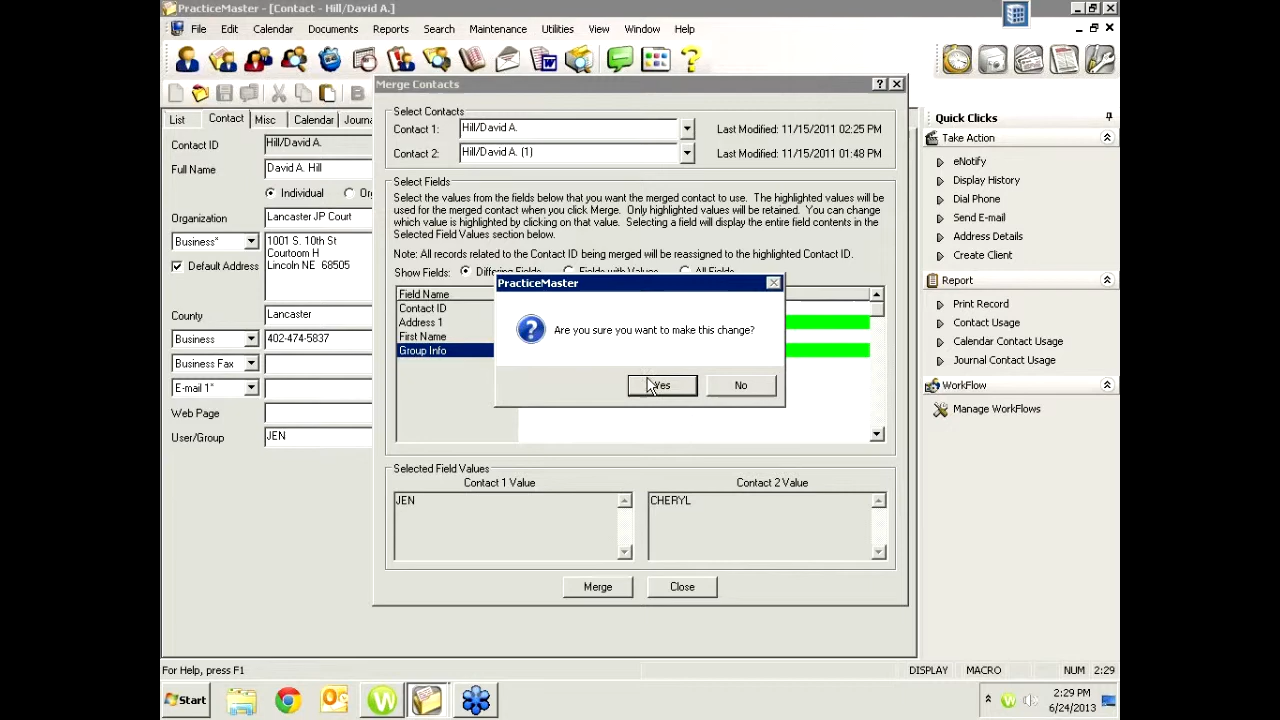 PracticeMaster - [Contact - Hill/David A.]
File Edit Calendar Documents Reports Search Maintenance Utilities View Window Help
Merge Contacts
List Contact Misc Calendar
Contact ID Hill/David A.
Full Name David A. Hill
Individual
Organization Lancaster JP Court
Business* 1001 S. 10th St
Courtoom H
Default Address Lincoln NE 68505
County Lancaster
Business 402-474-5837
Business Fax
E-mail 1*
Web Page
User/Group JEN
Select Contacts
Contact 1: Hill/David A. Last Modified: 11/15/2011 02:25 PM
Contact 2: Hill/David A. (1) Last Modified: 11/15/2011 01:48 PM
Select Fields
Select the values from the fields below that you want the merged contact to use. The highlighted values will be
used for the merged contact when you click Merge. Only highlighted values will be retained. You can change
which value is highlighted by clicking on that value. Selecting a field will display the entire field contents in the
Selected Field Values section below.
Note: All records related to the Contact ID being merged will be reassigned to the highlighted Contact ID.
Show Fields: Differing Fields Fields with Values All Fields
Field Name
Contact ID
Address 1
First Name
Group Info
PracticeMaster
Are you sure you want to make this change?
Yes No
Selected Field Values
Contact 1 Value Contact 2 Value
JEN CHERYL
Merge Close
Quick Clicks
Take Action
eNotify
Display History
Dial Phone
Send E-mail
Address Details
Create Client
Report
Print Record
Contact Usage
Calendar Contact Usage
Journal Contact Usage
WorkFlow
Manage WorkFlows
For Help, press F1 DISPLAY MACRO NUM 2:29
Start 2:29 PM
6/24/2013